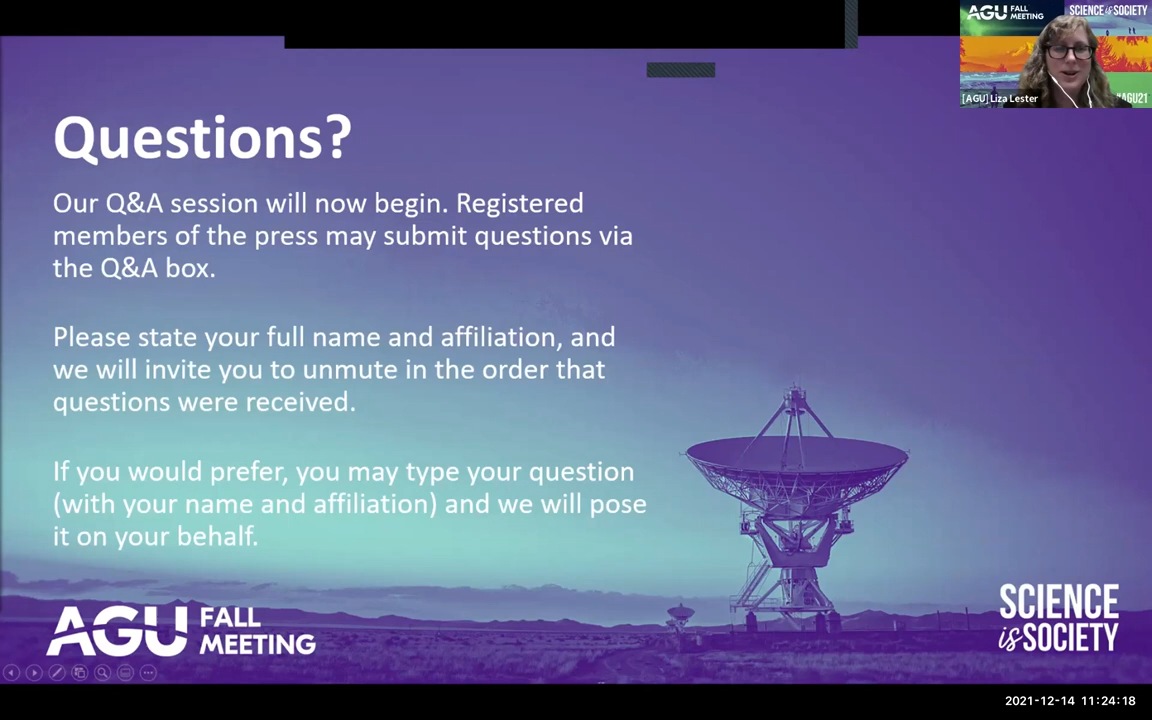 AGU FALL MEETING
SCIENCE is SOCIETY
[AGU] Liza Lester
#AGU21
Questions?
Our Q&A session will now begin. Registered
members of the press may submit questions via
the Q&A box.
Please state your full name and affiliation, and
we will invite you to unmute in the order that
questions were received.
If you would prefer, you may type your question
(with your name and affiliation) and we will pose
it on your behalf.
AGU FALL
MEETING
SCIENCE
is SOCIETY
2021-12-14 11:24:18